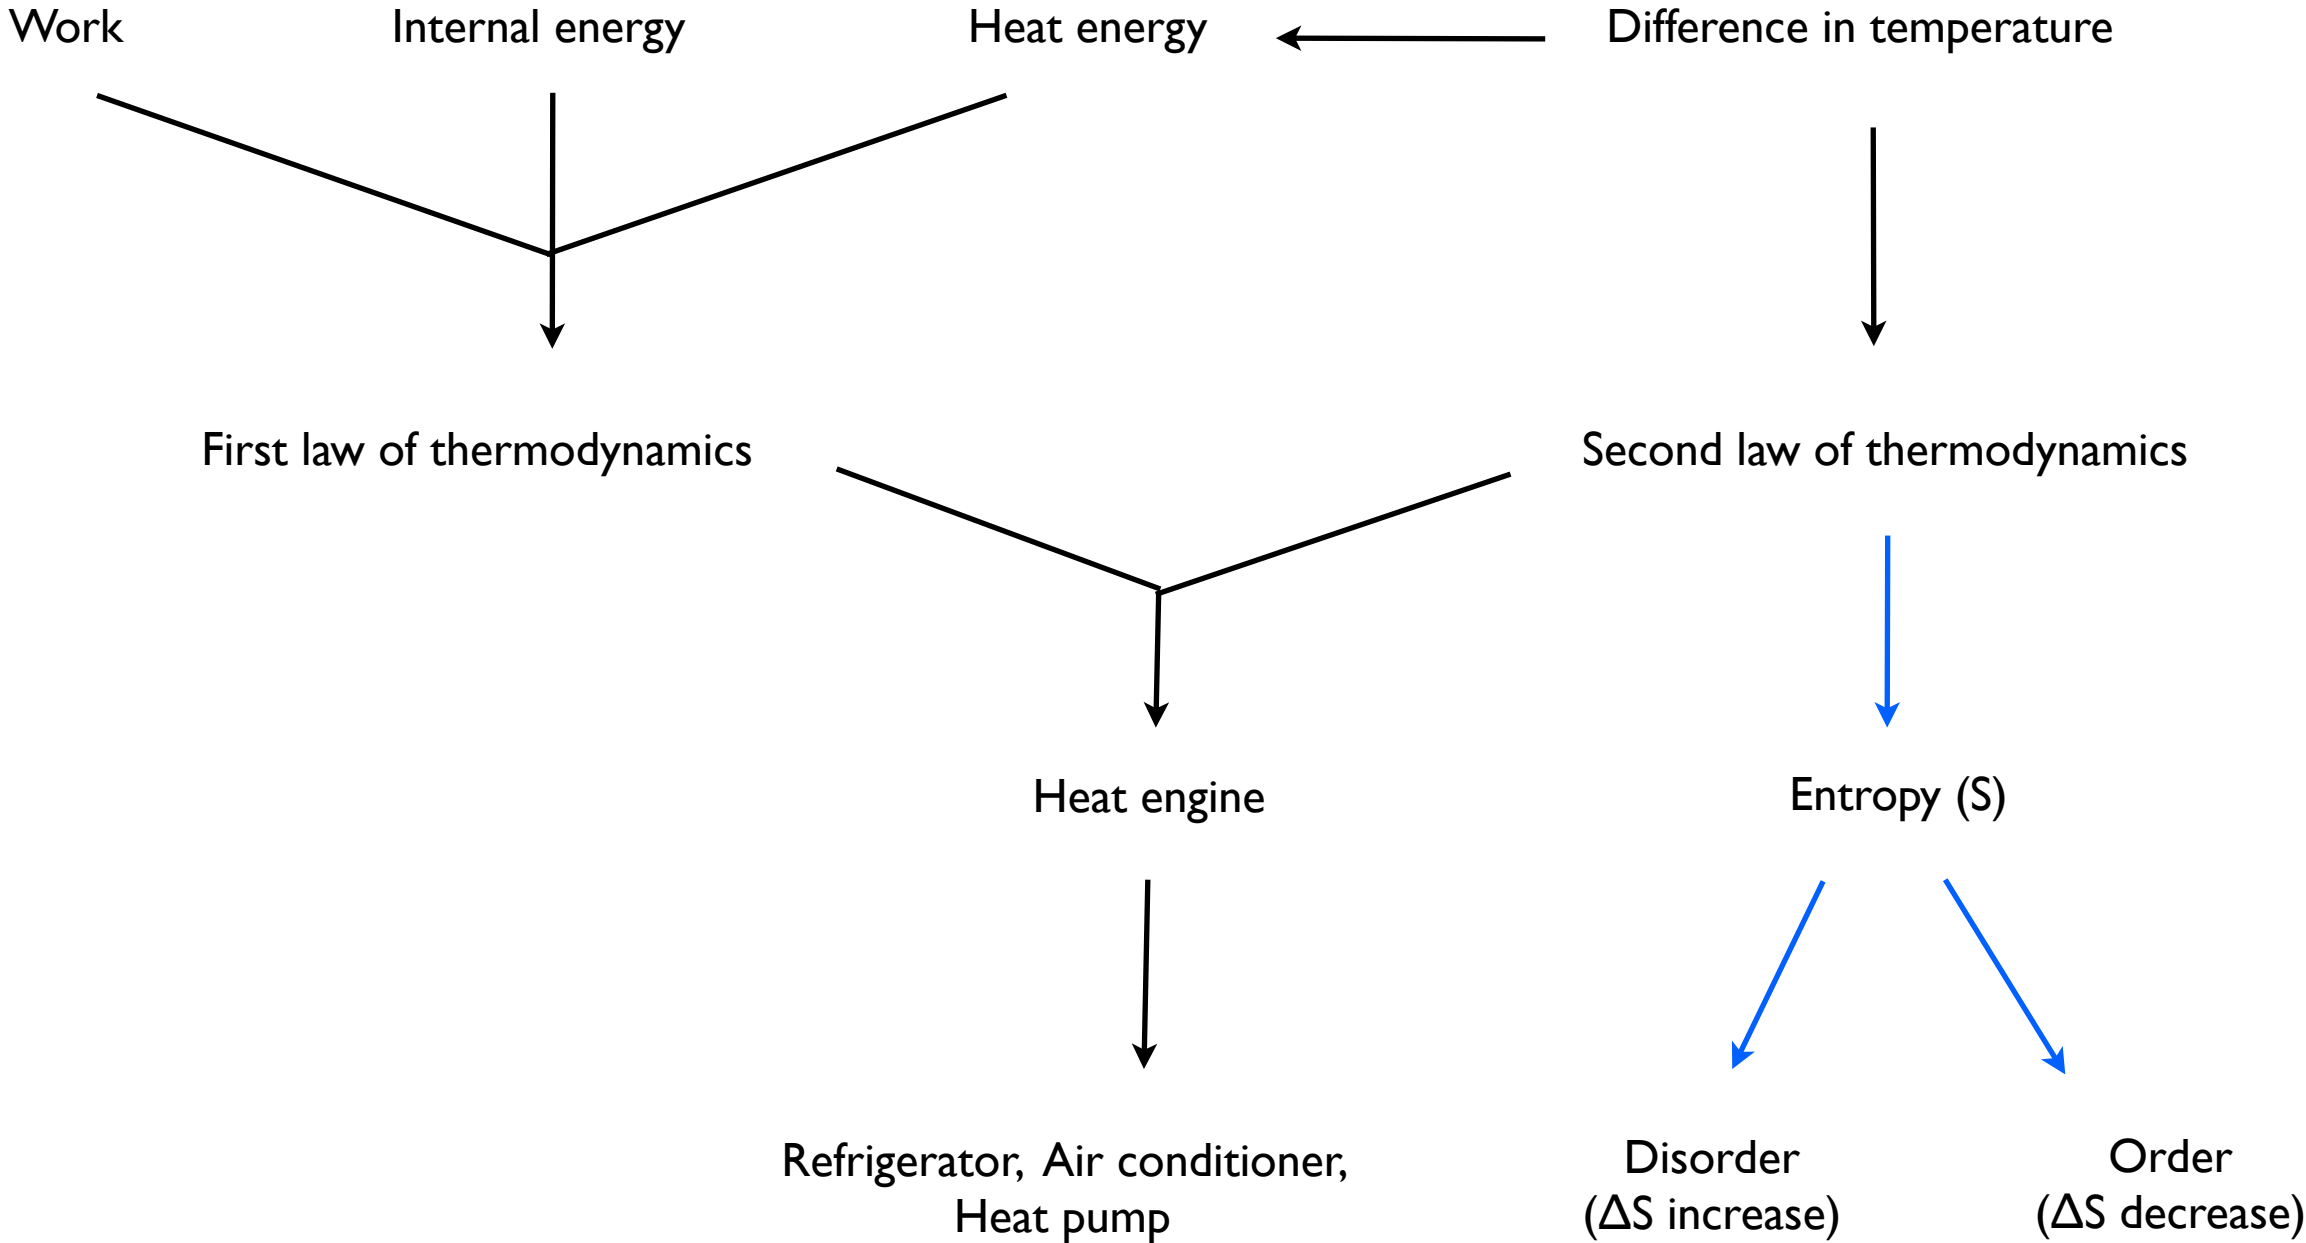 Work
Internal energy
Heat energy
Difference in temperature
First law of thermodynamics
Second law of thermodynamics
Heat engine
Entropy (S)
Refrigerator, Air conditioner,
Heat pump
Disorder
(ΔS increase)
Order
(ΔS decrease)